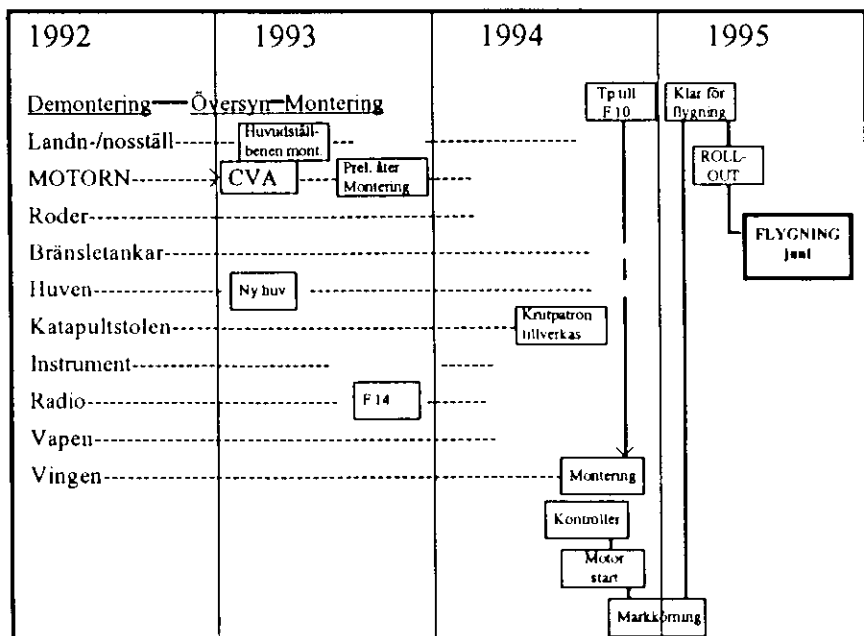 1992 1993 1994 1995
Demontering Översyn Montering
Tp till
F 10
Klar för
flygning
Landn-/nosställ
Huvudställ-
benen mont.
ROLL-
OUT
MOTORN
CVA
Prel. åter
Montering
Roder
FLYGNING
juni
Bränsletankar
Huven
Ny huv
Katapultstolen
Krutpatron
tillverkas
Instrument
Radio
F 14
Vapen
Vingen
Montering
Kontroller
Motor
start
Markkörning